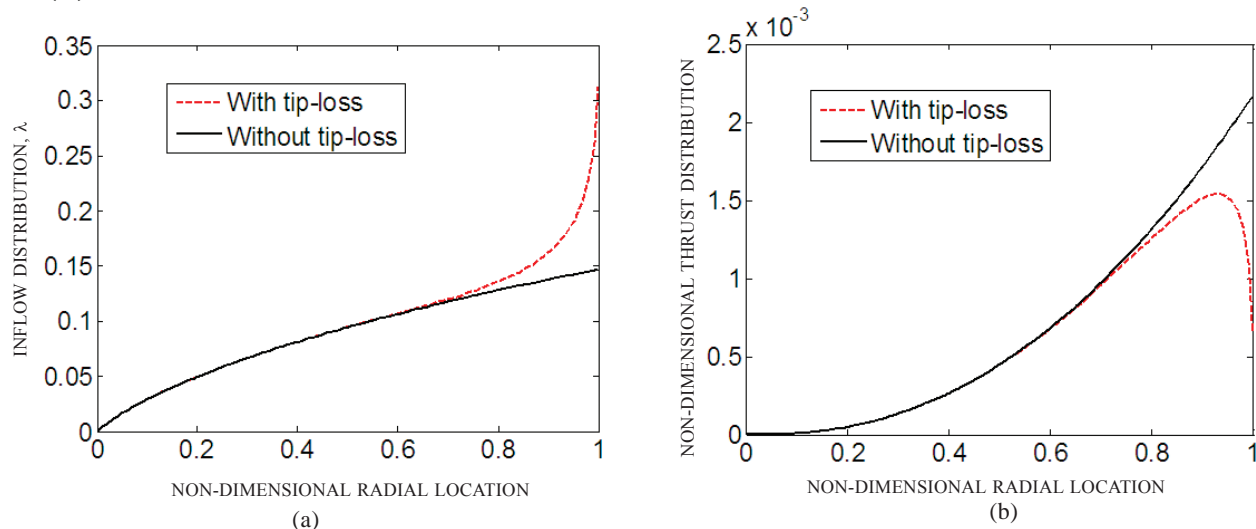 0.35
0.3
0.25
0.2
0.15
0.1
0.05
0
INFLOW DISTRIBUTION, λ
With tip-loss
Without tip-loss
0
0.2
0.4
0.6
0.8
1
NON-DIMENSIONAL RADIAL LOCATION
(a)
x 10⁻³
2.5
2
1.5
1
0.5
0
NON-DIMENSIONAL THRUST DISTRIBUTION
With tip-loss
Without tip-loss
0
0.2
0.4
0.6
0.8
1
NON-DIMENSIONAL RADIAL LOCATION
(b)